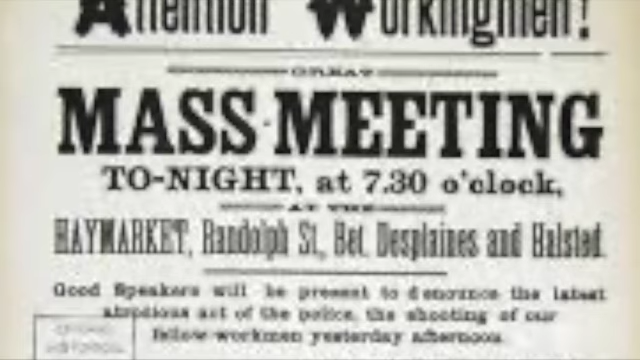 Attention Workingmen!
GREAT
MASS-MEETING
TO-NIGHT, at 7.30 o'clock,
AT THE
HAYMARKET, Randolph St., Bet. Desplaines and Halsted.
Good Speakers will be present to denounce the latest
atrocious act of the police, the shooting of our
fellow-workmen yesterday afternoon.
CHICAGO
HISTORICAL